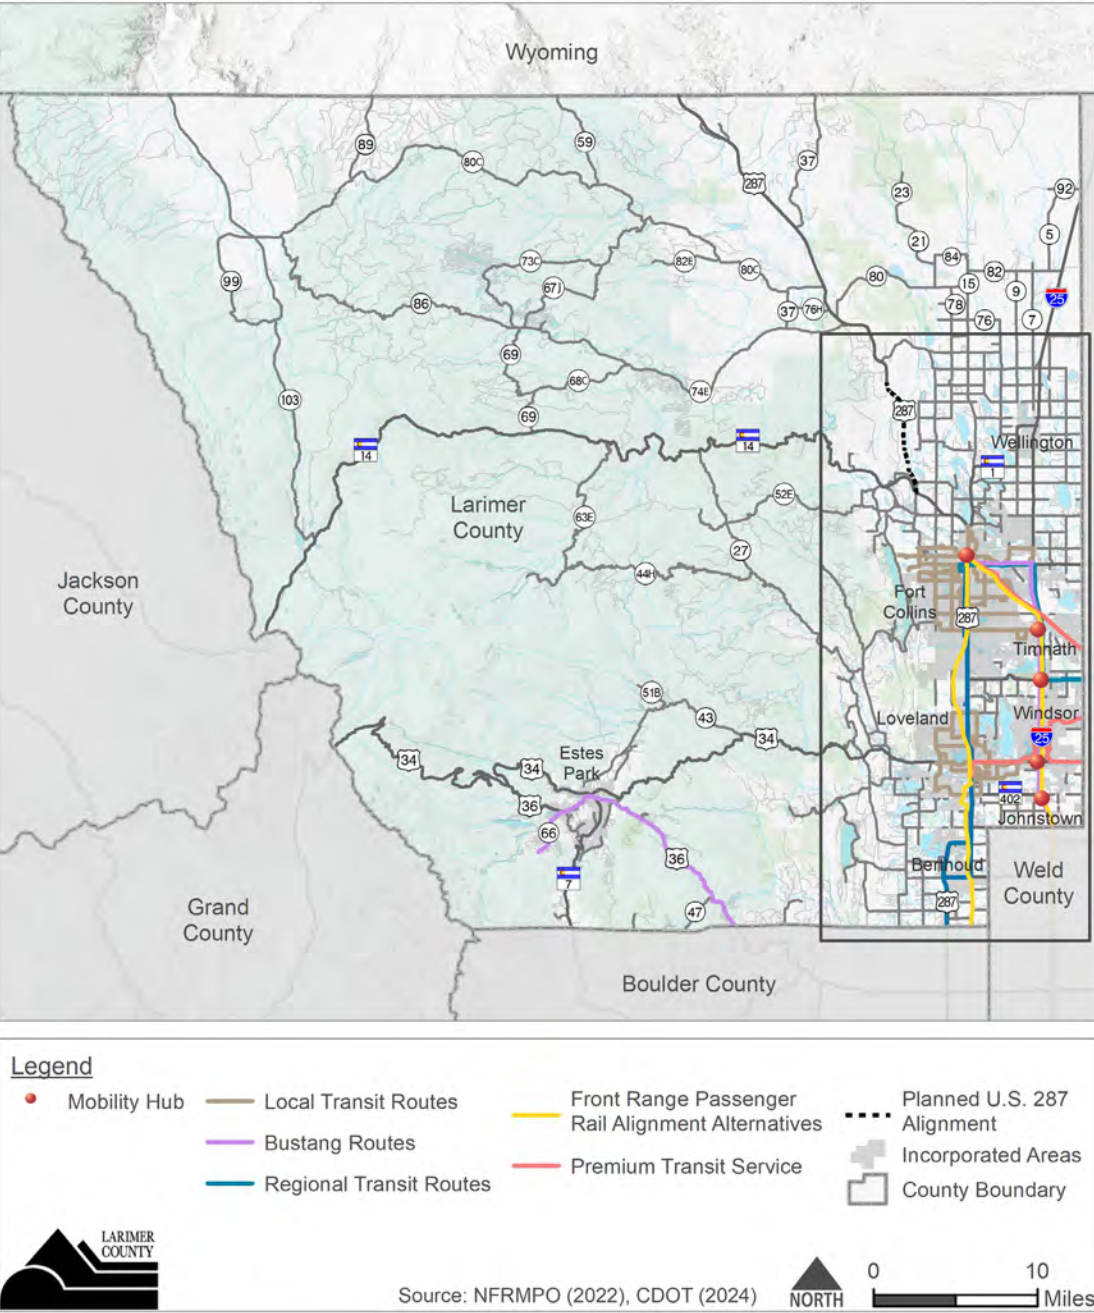 Wyoming
89
80C
59
287
37
23
92
21
5
73C
82E
84
99
67J
80C
80
82
15
9
25
86
37
76H
78
76
7
69
68C
74E
103
69
287
14
14
Wellington
1
Larimer
County
52E
63E
27
44H
Jackson
County
Fort
Collins
287
Timnath
51B
43
Loveland
Windsor
34
25
Estes
Park
34
34
36
402
Johnstown
66
36
Berthoud
Weld
County
7
47
287
Grand
County
Boulder County
Legend
Mobility Hub
Local Transit Routes
Bustang Routes
Regional Transit Routes
Front Range Passenger
Rail Alignment Alternatives
Premium Transit Service
Planned U.S. 287
Alignment
Incorporated Areas
County Boundary
LARIMER
COUNTY
Source: NFRMPO (2022), CDOT (2024)
NORTH
0 10
Miles